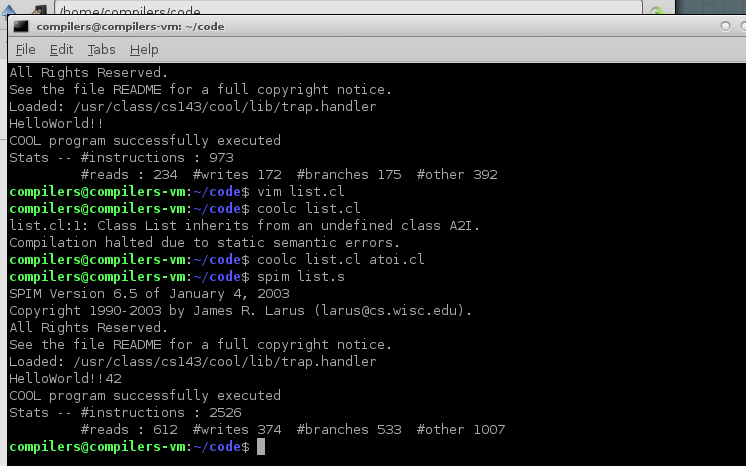 /home/compilers/code
compilers@compilers-vm: ~/code
File Edit Tabs Help
All Rights Reserved.
See the file README for a full copyright notice.
Loaded: /usr/class/cs143/cool/lib/trap.handler
HelloWorld!!
COOL program successfully executed
Stats -- #instructions : 973
         #reads : 234  #writes 172  #branches 175  #other 392
compilers@compilers-vm:~/code$ vim list.cl
compilers@compilers-vm:~/code$ coolc list.cl
list.cl:1: Class List inherits from an undefined class A2I.
Compilation halted due to static semantic errors.
compilers@compilers-vm:~/code$ coolc list.cl atoi.cl
compilers@compilers-vm:~/code$ spim list.s
SPIM Version 6.5 of January 4, 2003
Copyright 1990-2003 by James R. Larus (larus@cs.wisc.edu).
All Rights Reserved.
See the file README for a full copyright notice.
Loaded: /usr/class/cs143/cool/lib/trap.handler
HelloWorld!!42
COOL program successfully executed
Stats -- #instructions : 2526
         #reads : 612  #writes 374  #branches 533  #other 1007
compilers@compilers-vm:~/code$